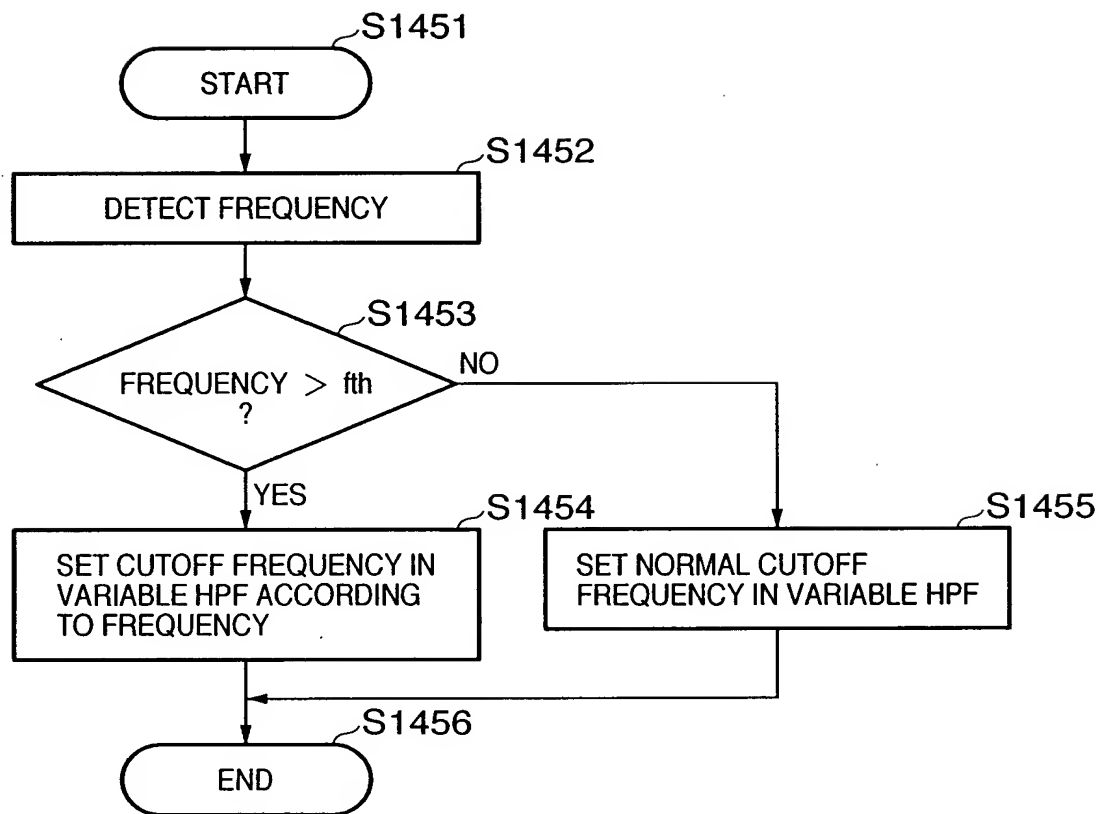 S1451
START
S1452
DETECT FREQUENCY
S1453
FREQUENCY > fth
?
NO
YES
S1454
SET CUTOFF FREQUENCY IN
VARIABLE HPF ACCORDING
TO FREQUENCY
S1455
SET NORMAL CUTOFF
FREQUENCY IN VARIABLE HPF
S1456
END